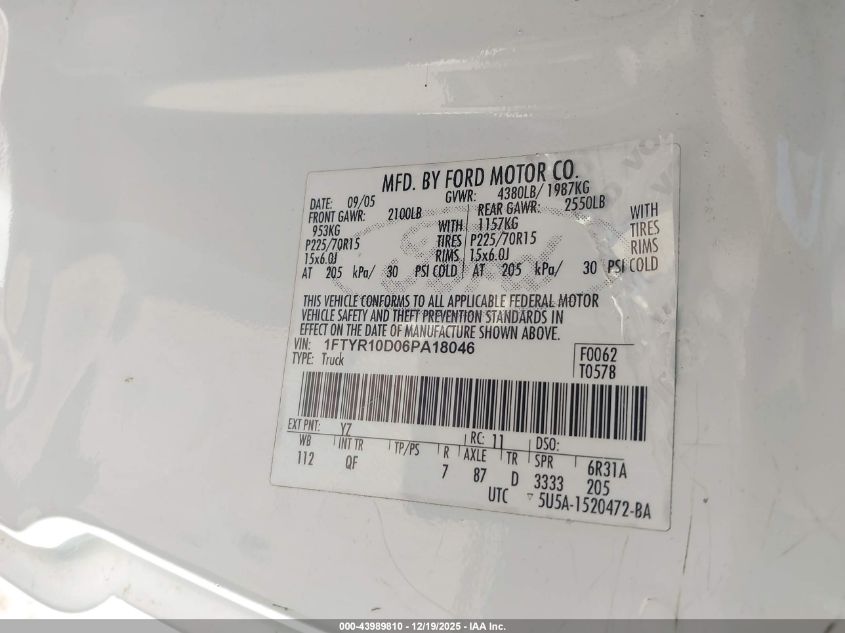 MFD. BY FORD MOTOR CO.
DATE: 09/05 GVWR: 4380LB/ 1987KG
FRONT GAWR: 2100LB REAR GAWR: 2550LB
953KG WITH 1157KG WITH
P225/70R15 TIRES P225/70R15 TIRES
15x6.0J RIMS 15x6.0J RIMS
AT 205 kPa/ 30 PSI COLD AT 205 kPa/ 30 PSI COLD
THIS VEHICLE CONFORMS TO ALL APPLICABLE FEDERAL MOTOR
VEHICLE SAFETY AND THEFT PREVENTION STANDARDS IN
EFFECT ON THE DATE OF MANUFACTURE SHOWN ABOVE.
VIN: 1FTYR10D06PA18046
TYPE: Truck
F0062
T0578
EXT PNT: YZ RC: 11 DSO:
WB INT TR TP/PS R AXLE TR SPR 6R31A
112 QF 7 87 D 3333 205
UTC 5U5A-1520472-BA
000-43989810 - 12/19/2025 - IAA Inc.